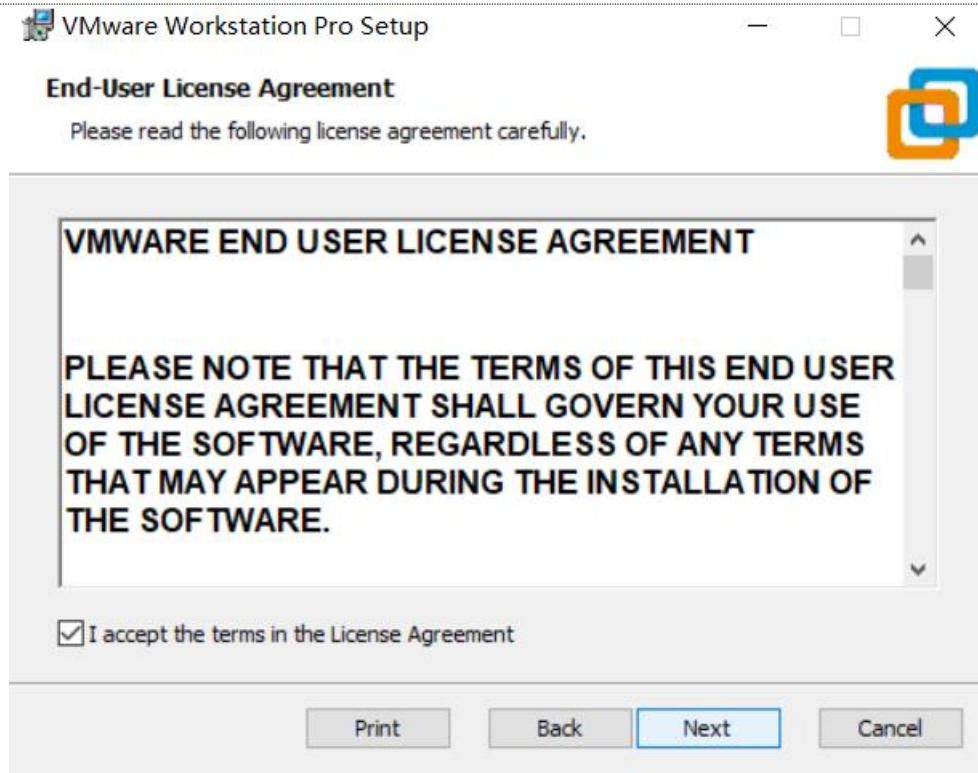 VMware Workstation Pro Setup
End-User License Agreement
Please read the following license agreement carefully.
VMWARE END USER LICENSE AGREEMENT
PLEASE NOTE THAT THE TERMS OF THIS END USER
LICENSE AGREEMENT SHALL GOVERN YOUR USE
OF THE SOFTWARE, REGARDLESS OF ANY TERMS
THAT MAY APPEAR DURING THE INSTALLATION OF
THE SOFTWARE.
I accept the terms in the License Agreement
Print Back Next Cancel